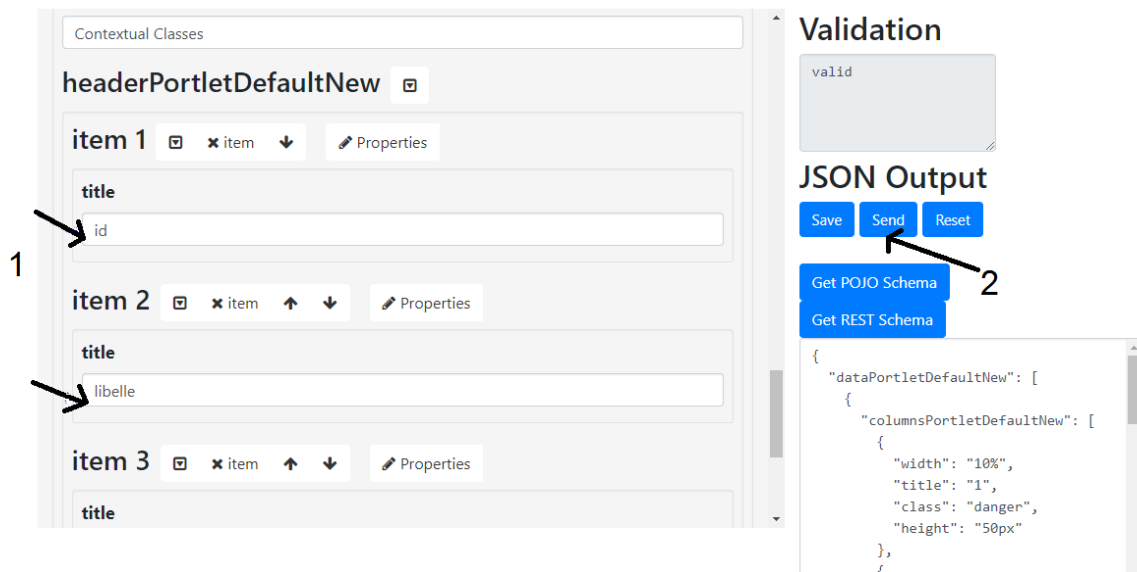 Contextual Classes
headerPortletDefaultNew
item 1 item Properties
title
id
1
item 2 item Properties
title
libelle
item 3 item Properties
title
Validation
valid
JSON Output
Save Send Reset
2
Get POJO Schema
Get REST Schema
{
"dataPortletDefaultNew": [
{
"columnsPortletDefaultNew": [
{
"width": "10%",
"title": "1",
"class": "danger",
"height": "50px"
},
{